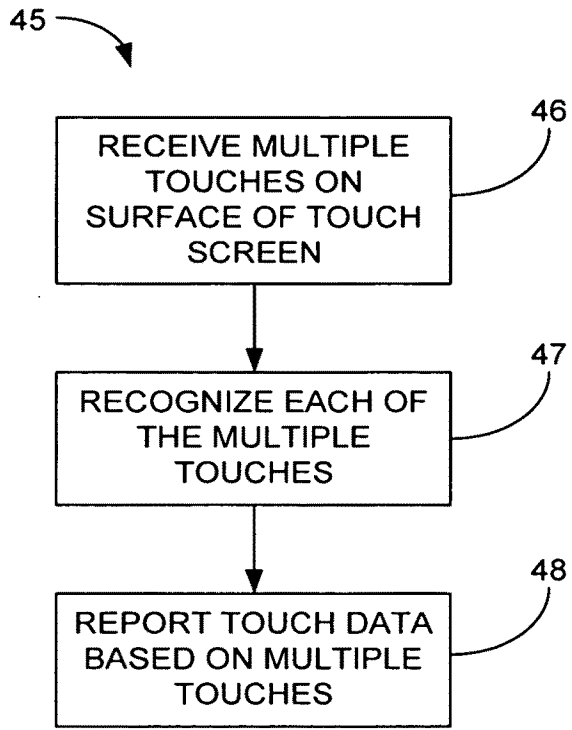 45
46
RECEIVE MULTIPLE
TOUCHES ON
SURFACE OF TOUCH
SCREEN
47
RECOGNIZE EACH OF
THE MULTIPLE
TOUCHES
48
REPORT TOUCH DATA
BASED ON MULTIPLE
TOUCHES